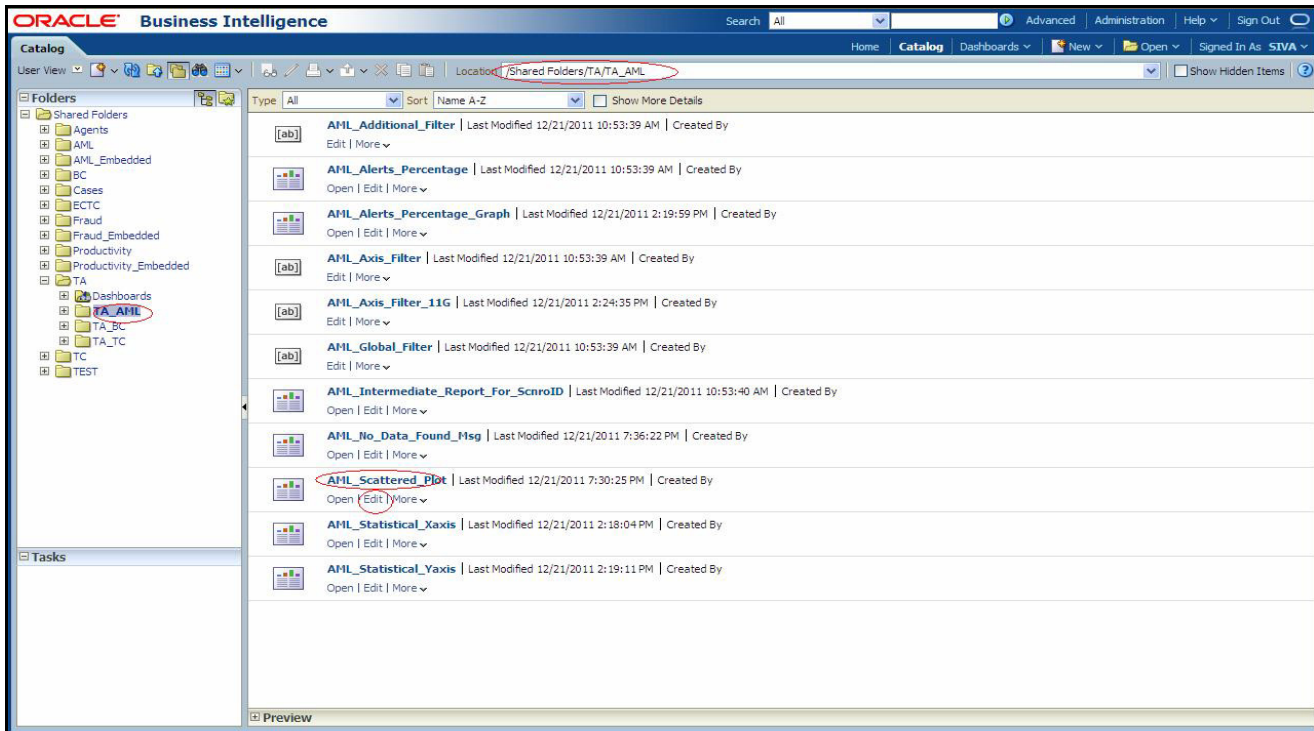 ORACLE Business Intelligence Search All Advanced Administration Help Sign Out
Catalog Home Catalog Dashboards New Open Signed In As SIVA
User View Location /Shared Folders/TA/TA_AML Show Hidden Items
Folders
Shared Folders
Agents
AML
AML_Embedded
BC
Cases
ECTC
Fraud
Fraud_Embedded
Productivity
Productivity_Embedded
TA
Dashboards
TA_AML
TA_BC
TA_TC
TC
TEST
Tasks
Type All Sort Name A-Z Show More Details
[ab] AML_Additional_Filter | Last Modified 12/21/2011 10:53:39 AM | Created By
Edit | More
AML_Alerts_Percentage | Last Modified 12/21/2011 10:53:39 AM | Created By
Open | Edit | More
AML_Alerts_Percentage_Graph | Last Modified 12/21/2011 2:19:59 PM | Created By
Open | Edit | More
[ab] AML_Axis_Filter | Last Modified 12/21/2011 10:53:39 AM | Created By
Edit | More
[ab] AML_Axis_Filter_11G | Last Modified 12/21/2011 2:24:35 PM | Created By
Edit | More
[ab] AML_Global_Filter | Last Modified 12/21/2011 10:53:39 AM | Created By
Edit | More
AML_Intermediate_Report_For_ScnroID | Last Modified 12/21/2011 10:53:40 AM | Created By
Open | Edit | More
AML_No_Data_Found_Msg | Last Modified 12/21/2011 7:36:22 PM | Created By
Open | Edit | More
AML_Scattered_Plot | Last Modified 12/21/2011 7:30:25 PM | Created By
Open | Edit | More
AML_Statistical_Xaxis | Last Modified 12/21/2011 2:18:04 PM | Created By
Open | Edit | More
AML_Statistical_Yaxis | Last Modified 12/21/2011 2:19:11 PM | Created By
Open | Edit | More
Preview